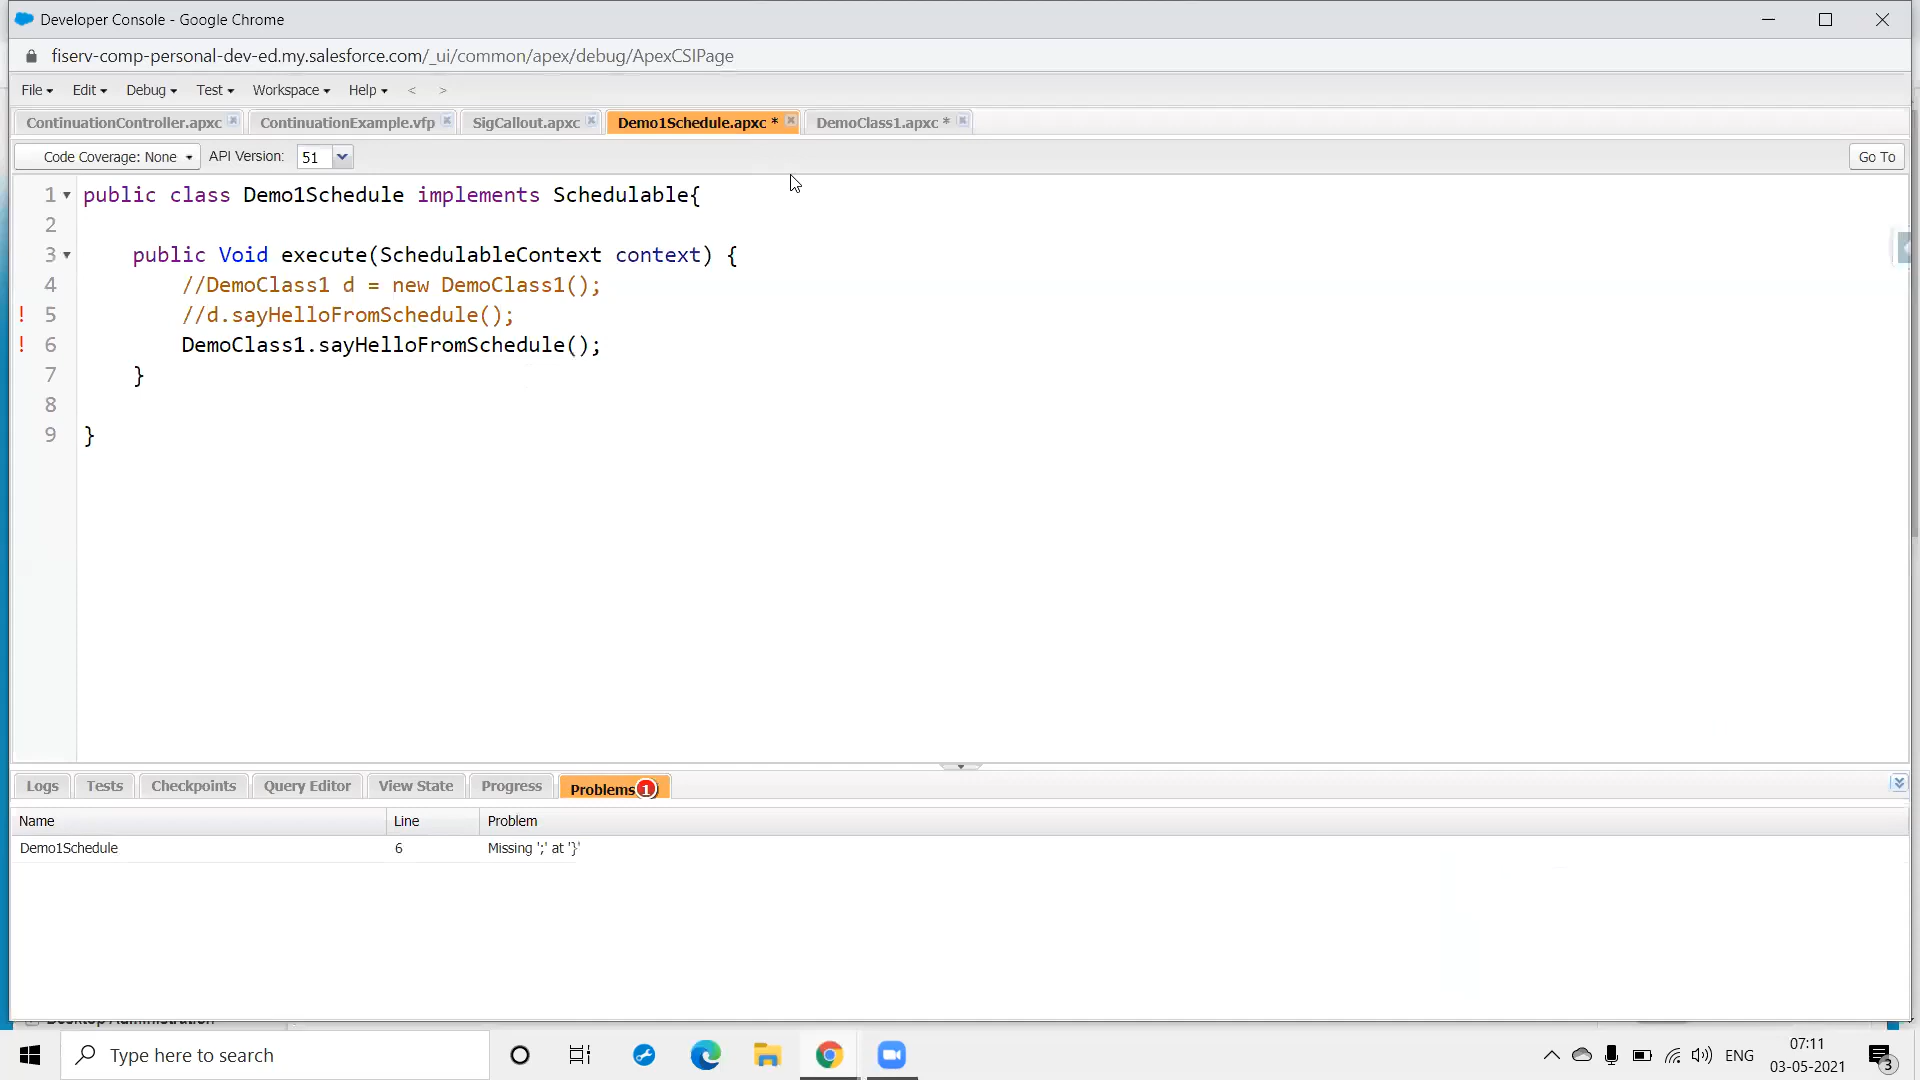 Developer Console - Google Chrome
fiserv-comp-personal-dev-ed.my.salesforce.com/_ui/common/apex/debug/ApexCSIPage
File Edit Debug Test Workspace Help < >
ContinuationController.apxc ContinuationExample.vfp SigCallout.apxc Demo1Schedule.apxc * DemoClass1.apxc *
Code Coverage: None API Version: 51 Go To
1 public class Demo1Schedule implements Schedulable{
2
3 public Void execute(SchedulableContext context) {
4 //DemoClass1 d = new DemoClass1();
! 5 //d.sayHelloFromSchedule();
! 6 DemoClass1.sayHelloFromSchedule();
7 }
8
9 }
Logs Tests Checkpoints Query Editor View State Progress Problems 1
Name Line Problem
Demo1Schedule 6 Missing ';' at '}'
Desktop Administration
Type here to search
ENG
07:11
03-05-2021
3